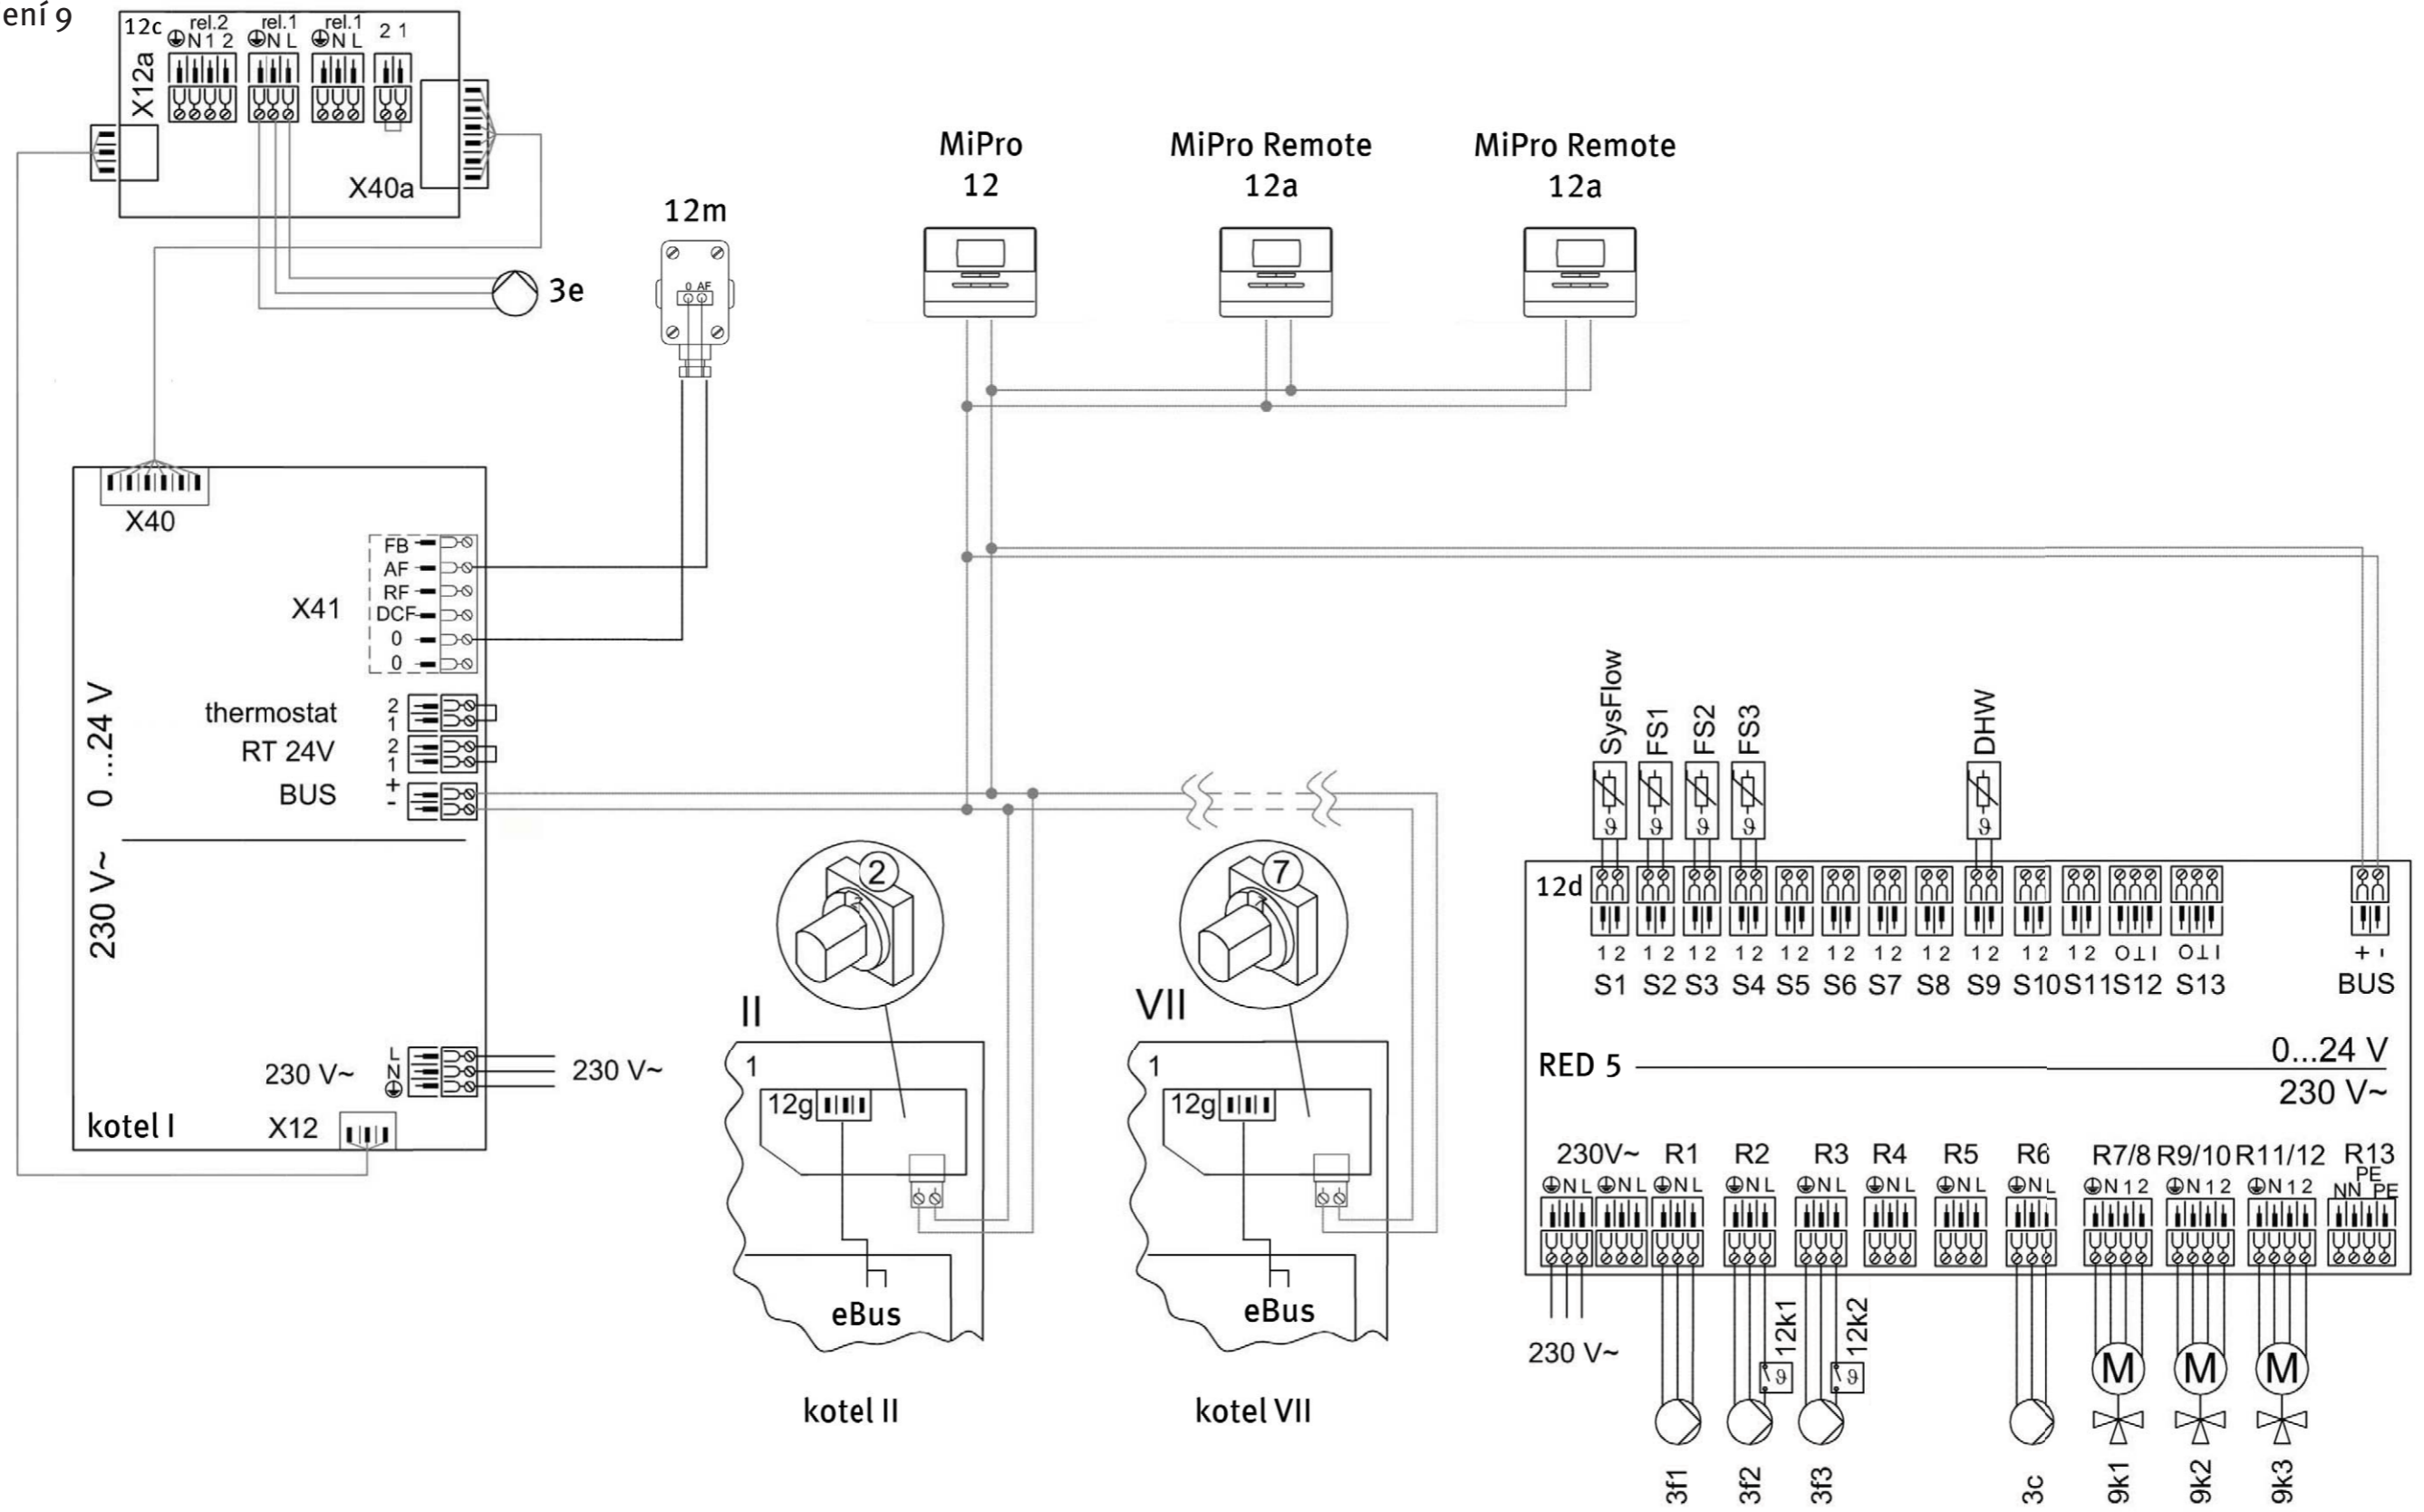 ení 9
12c
rel.2
rel.1
rel.1
⏚ N 1 2
⏚ N L
⏚ N L
2 1
X12a
X40a
3e
12m
0 AF
MiPro
12
MiPro Remote
12a
MiPro Remote
12a
X40
X41
FB
AF
RF
DCF
0
0
thermostat
2
1
RT 24V
2
1
BUS
+
-
0 ...24 V
230 V~
230 V~
L
N
⏚
230 V~
kotel I
X12
2
II
1
12g
eBus
kotel II
7
VII
1
12g
eBus
kotel VII
SysFlow
FS1
FS2
FS3
DHW
ϑ
ϑ
ϑ
ϑ
ϑ
12d
1 2
1 2
1 2
1 2
1 2
1 2
1 2
1 2
1 2
1 2
1 2
O⊥I
O⊥I
+ -
S1 S2 S3 S4 S5 S6 S7 S8 S9 S10 S11 S12 S13
BUS
RED 5
0...24 V
230 V~
230V~ R1 R2 R3 R4 R5 R6 R7/8 R9/10 R11/12 R13
⏚ N L
⏚ N L
⏚ N L
⏚ N L
⏚ N L
⏚ N L
⏚ N L
⏚ N L
⏚ N 1 2
⏚ N 1 2
⏚ N 1 2
PE
NN PE
230 V~
12k1
ϑ
12k2
ϑ
M
M
M
3f1
3f2
3f3
3c
9k1
9k2
9k3